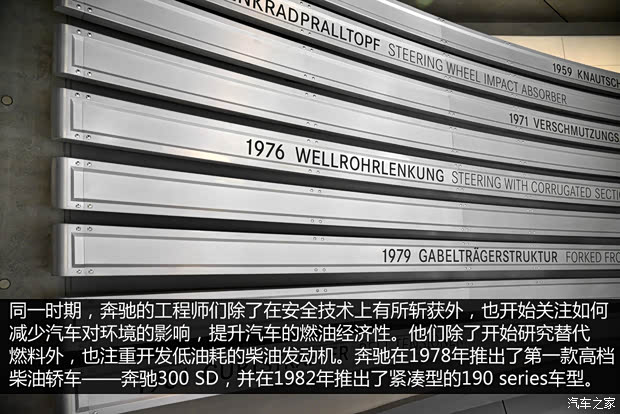 NKRADPRALLTOPF STEERING WHEEL IMPACT ABSORBER
1959 KNAUTSCH
1971 VERSCHMUTZUNGS
1976 WELLROHRLENKUNG STEERING WITH CORRUGATED SECTIO
1979 GABELTRÄGERSTRUKTUR FORKED FRO
同一时期，奔驰的工程师们除了在安全技术上有所斩获外，也开始关注如何
减少汽车对环境的影响，提升汽车的燃油经济性。他们除了开始研究替代
燃料外，也注重开发低油耗的柴油发动机。奔驰在1978年推出了第一款高档
柴油轿车——奔驰300 SD，并在1982年推出了紧凑型的190 series车型。
汽车之家